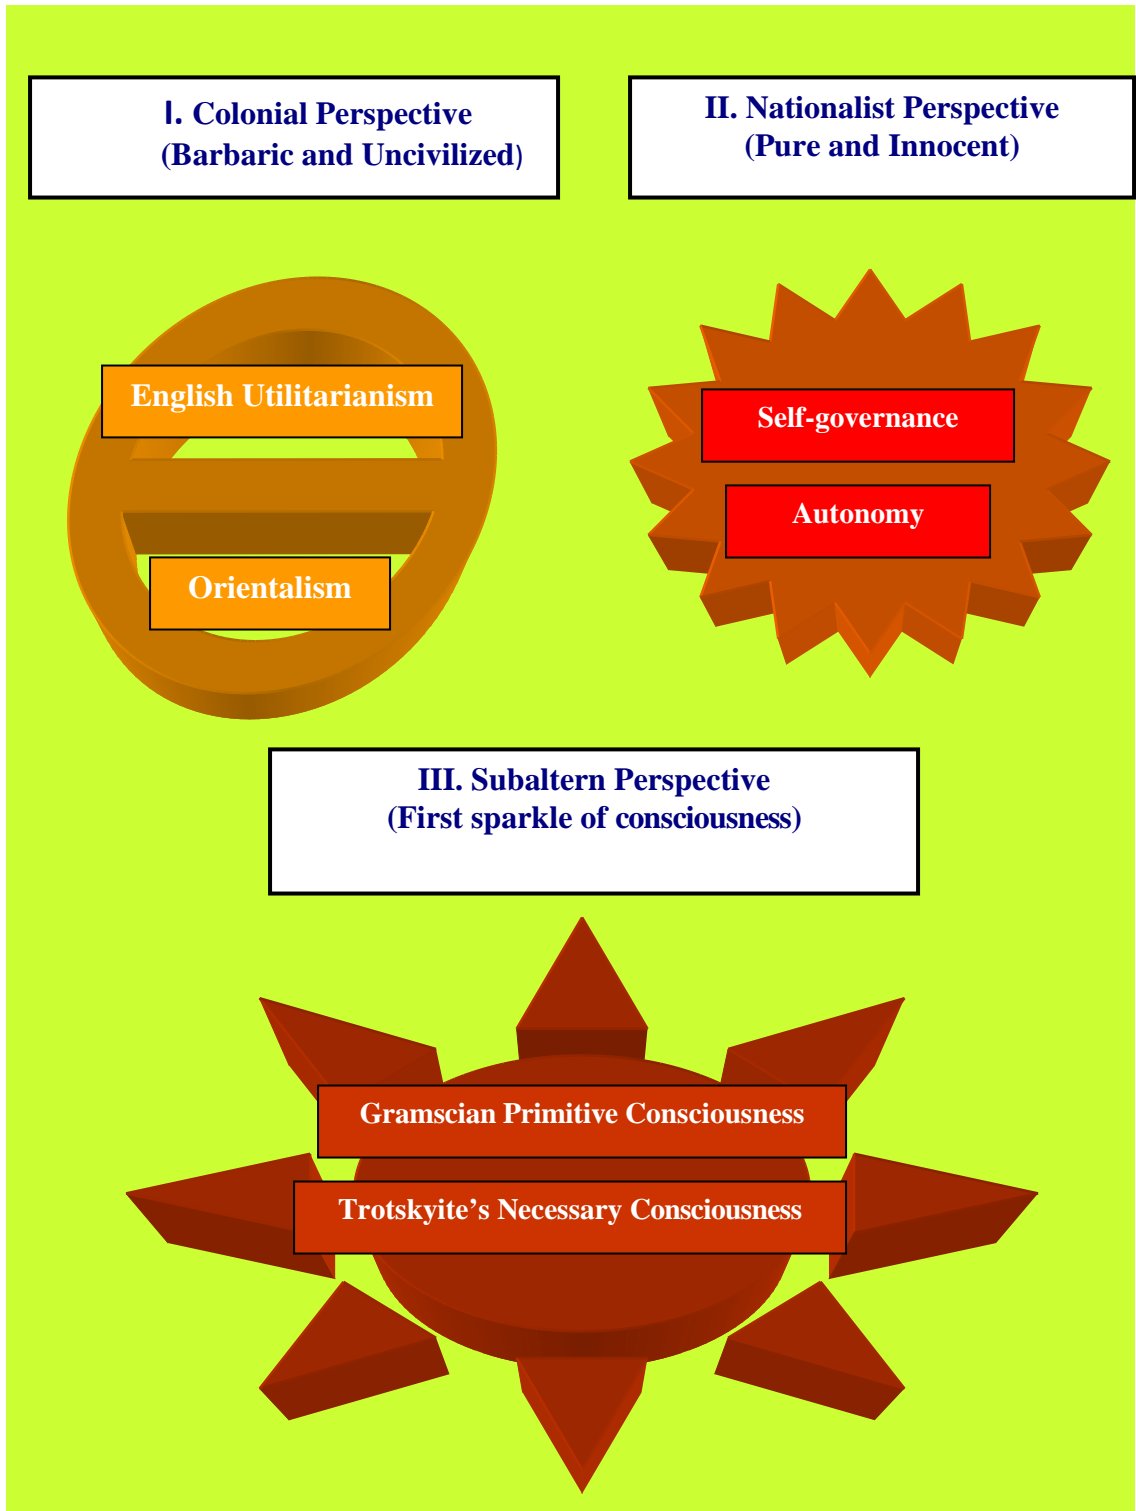 I. Colonial Perspective
(Barbaric and Uncivilized)
II. Nationalist Perspective
(Pure and Innocent)
English Utilitarianism
Orientalism
Self-governance
Autonomy
III. Subaltern Perspective
(First sparkle of consciousness)
Gramscian Primitive Consciousness
Trotskyite’s Necessary Consciousness